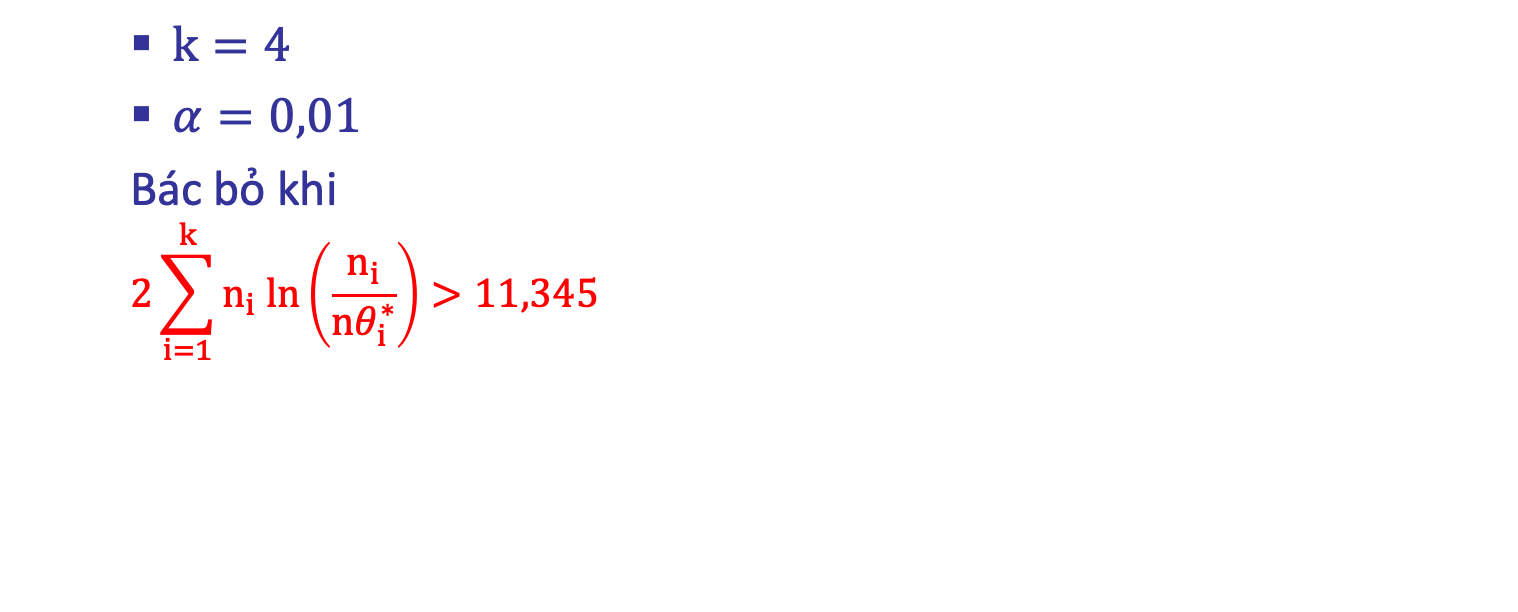 ▪ k = 4
▪ α = 0,01
Bác bỏ khi
2 ∑_{i=1}^{k} n_i ln(n_i / nθ_i^*) > 11,345